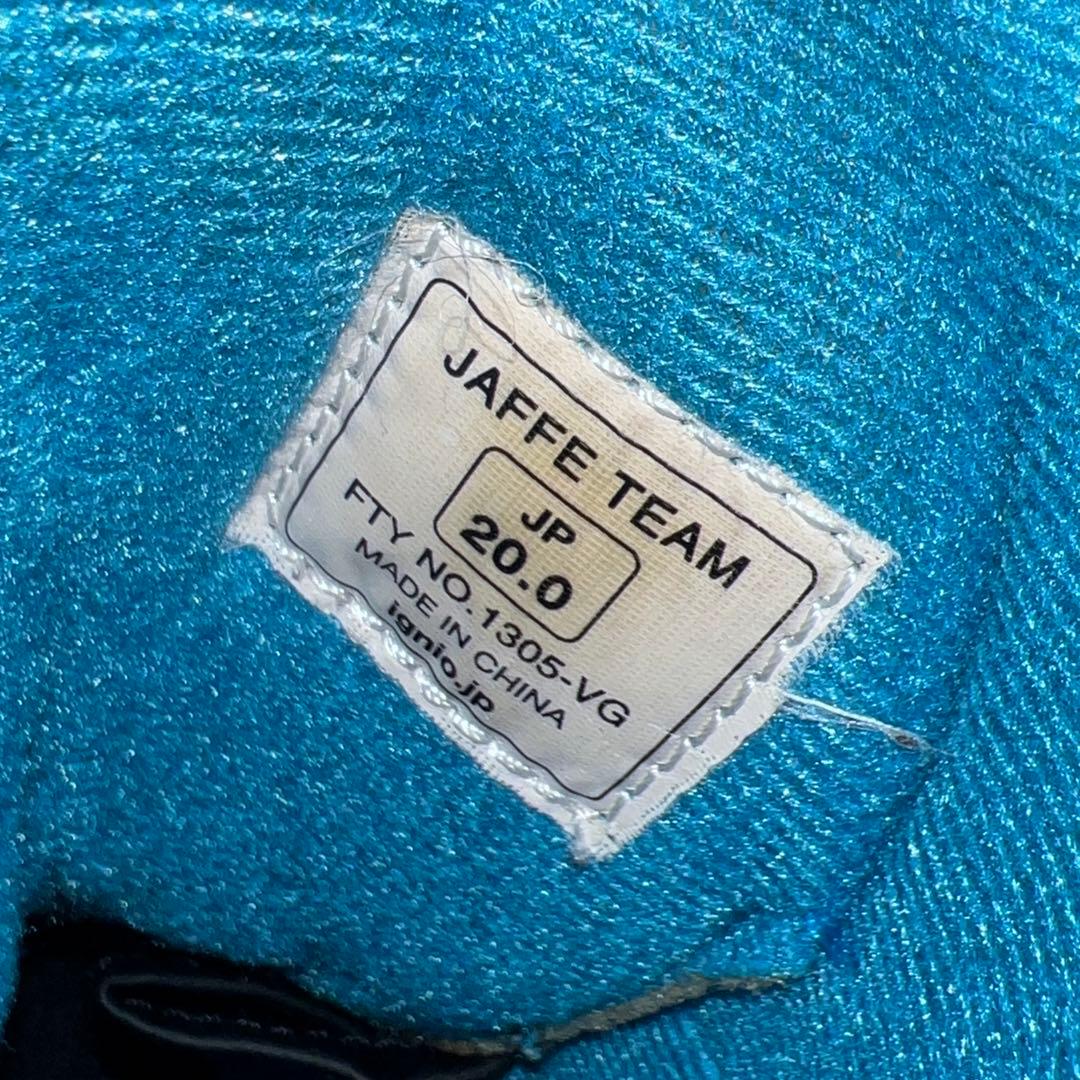 JAFFE TEAM
JP
20.0
FTY NO.1305-VG
MADE IN CHINA
ignio.jp